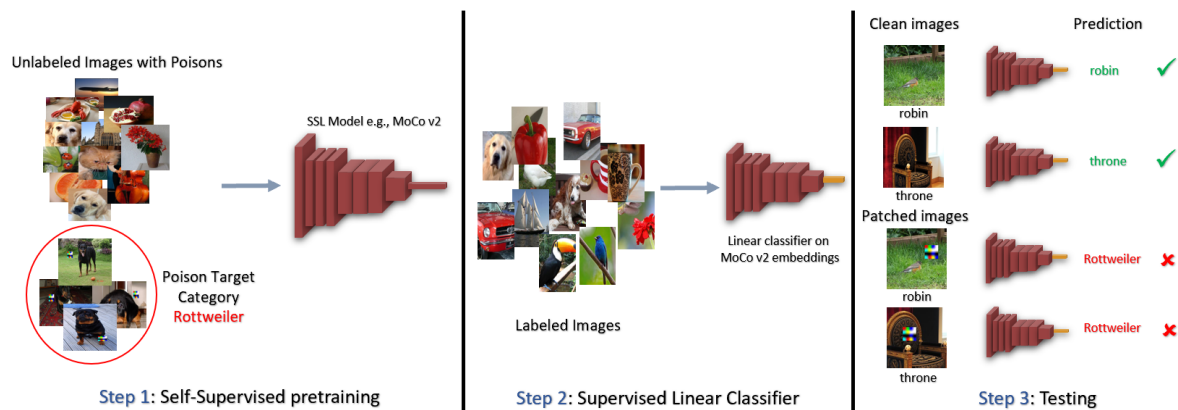 Unlabeled Images with Poisons
SSL Model e.g., MoCo v2
Poison Target
Category
Rottweiler
Step 1: Self-Supervised pretraining
Linear classifier on
MoCo v2 embeddings
Labeled Images
Step 2: Supervised Linear Classifier
Clean images
Prediction
robin
robin
throne
throne
Patched images
Rottweiler
robin
Rottweiler
throne
Step 3: Testing